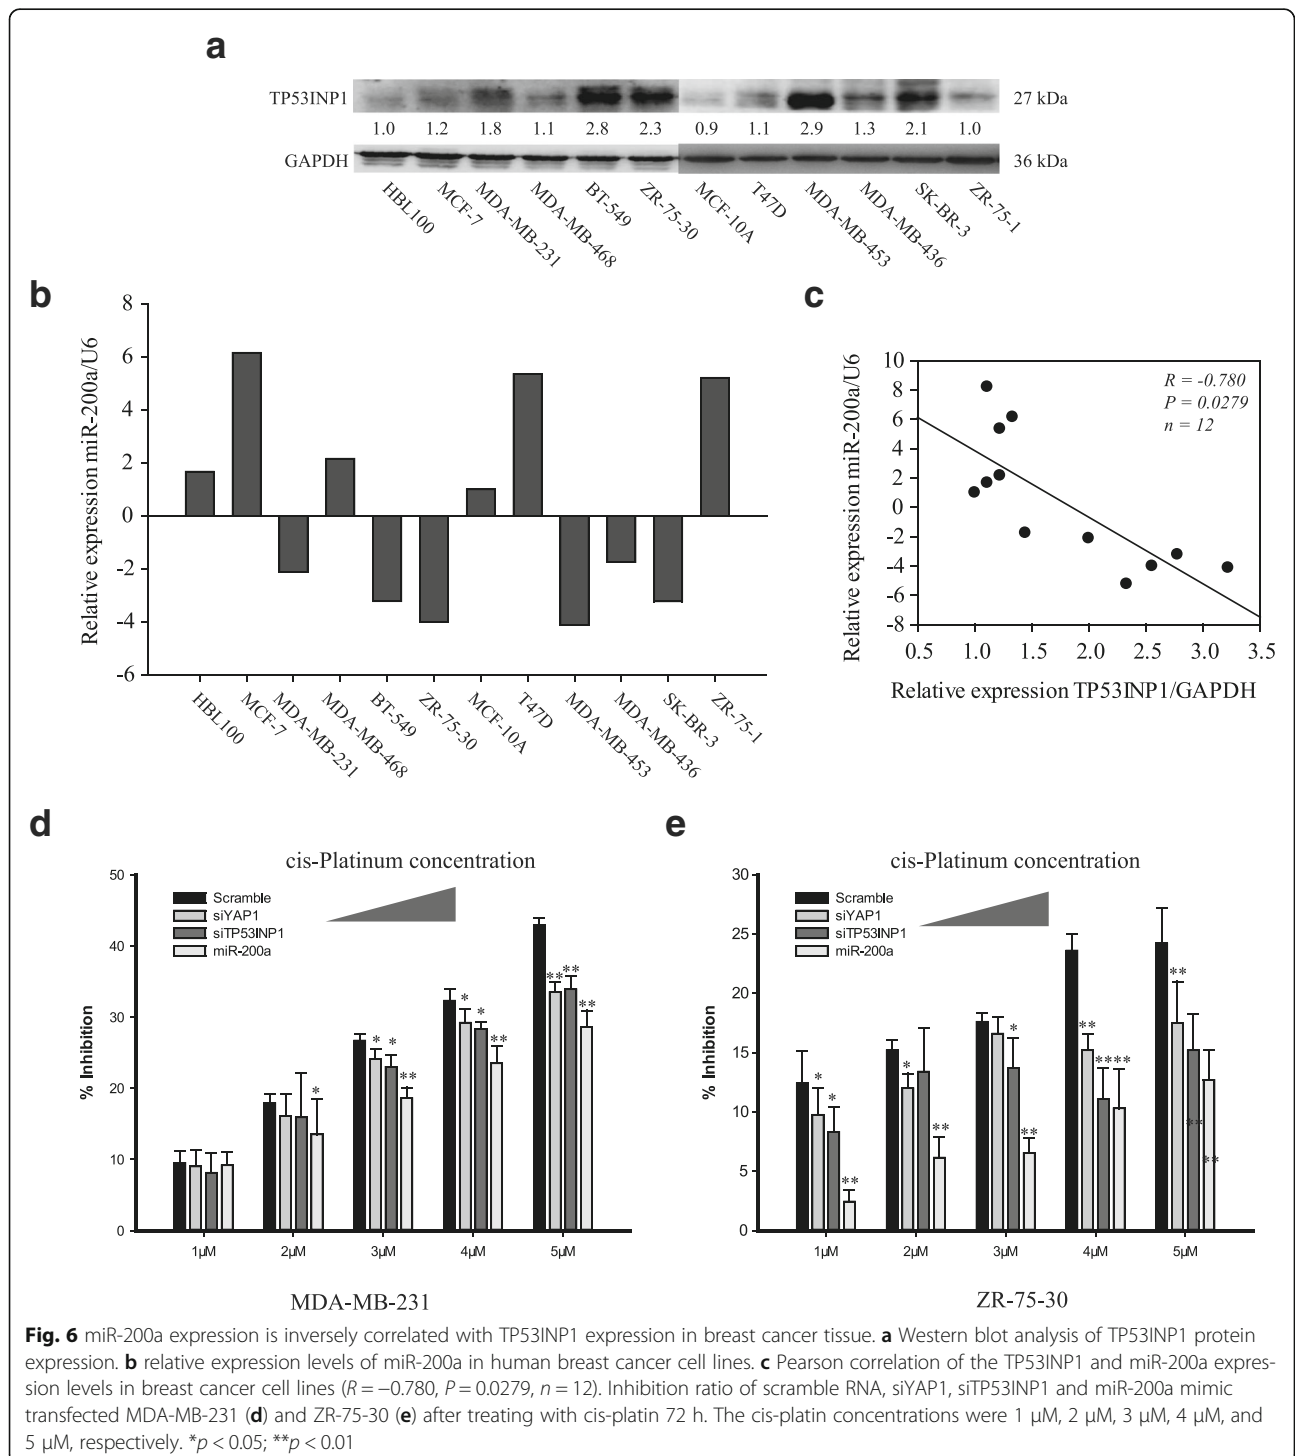 a
TP53INP1
27 kDa
1.0 1.2 1.8 1.1 2.8 2.3 0.9 1.1 2.9 1.3 2.1 1.0
GAPDH
36 kDa
HBL100
MCF-7
MDA-MB-231
MDA-MB-468
BT-549
ZR-75-30
MCF-10A
T47D
MDA-MB-453
MDA-MB-436
SK-BR-3
ZR-75-1
b
Relative expression miR-200a/U6
8
6
4
2
0
-2
-4
-6
HBL100
MCF-7
MDA-MB-231
MDA-MB-468
BT-549
ZR-75-30
MCF-10A
T47D
MDA-MB-453
MDA-MB-436
SK-BR-3
ZR-75-1
c
Relative expression miR-200a/U6
10
8
6
4
2
0
-2
-4
-6
-8
R = -0.780
P = 0.0279
n = 12
0.5 1.0 1.5 2.0 2.5 3.0 3.5
Relative expression TP53INP1/GAPDH
d
cis-Platinum concentration
% Inhibition
50
40
30
20
10
0
Scramble
siYAP1
siTP53INP1
miR-200a
*
* * **
* * **
** ** **
1µM 2µM 3µM 4µM 5µM
MDA-MB-231
e
cis-Platinum concentration
% Inhibition
30
25
20
15
10
5
0
Scramble
siYAP1
siTP53INP1
miR-200a
* * **
* **
* **
** ** **
** ** **
1µM 2µM 3µM 4µM 5µM
ZR-75-30
Fig. 6 miR-200a expression is inversely correlated with TP53INP1 expression in breast cancer tissue. a Western blot analysis of TP53INP1 protein
expression. b relative expression levels of miR-200a in human breast cancer cell lines. c Pearson correlation of the TP53INP1 and miR-200a expres-
sion levels in breast cancer cell lines (R = −0.780, P = 0.0279, n = 12). Inhibition ratio of scramble RNA, siYAP1, siTP53INP1 and miR-200a mimic
transfected MDA-MB-231 (d) and ZR-75-30 (e) after treating with cis-platin 72 h. The cis-platin concentrations were 1 µM, 2 µM, 3 µM, 4 µM, and
5 µM, respectively. *p < 0.05; **p < 0.01